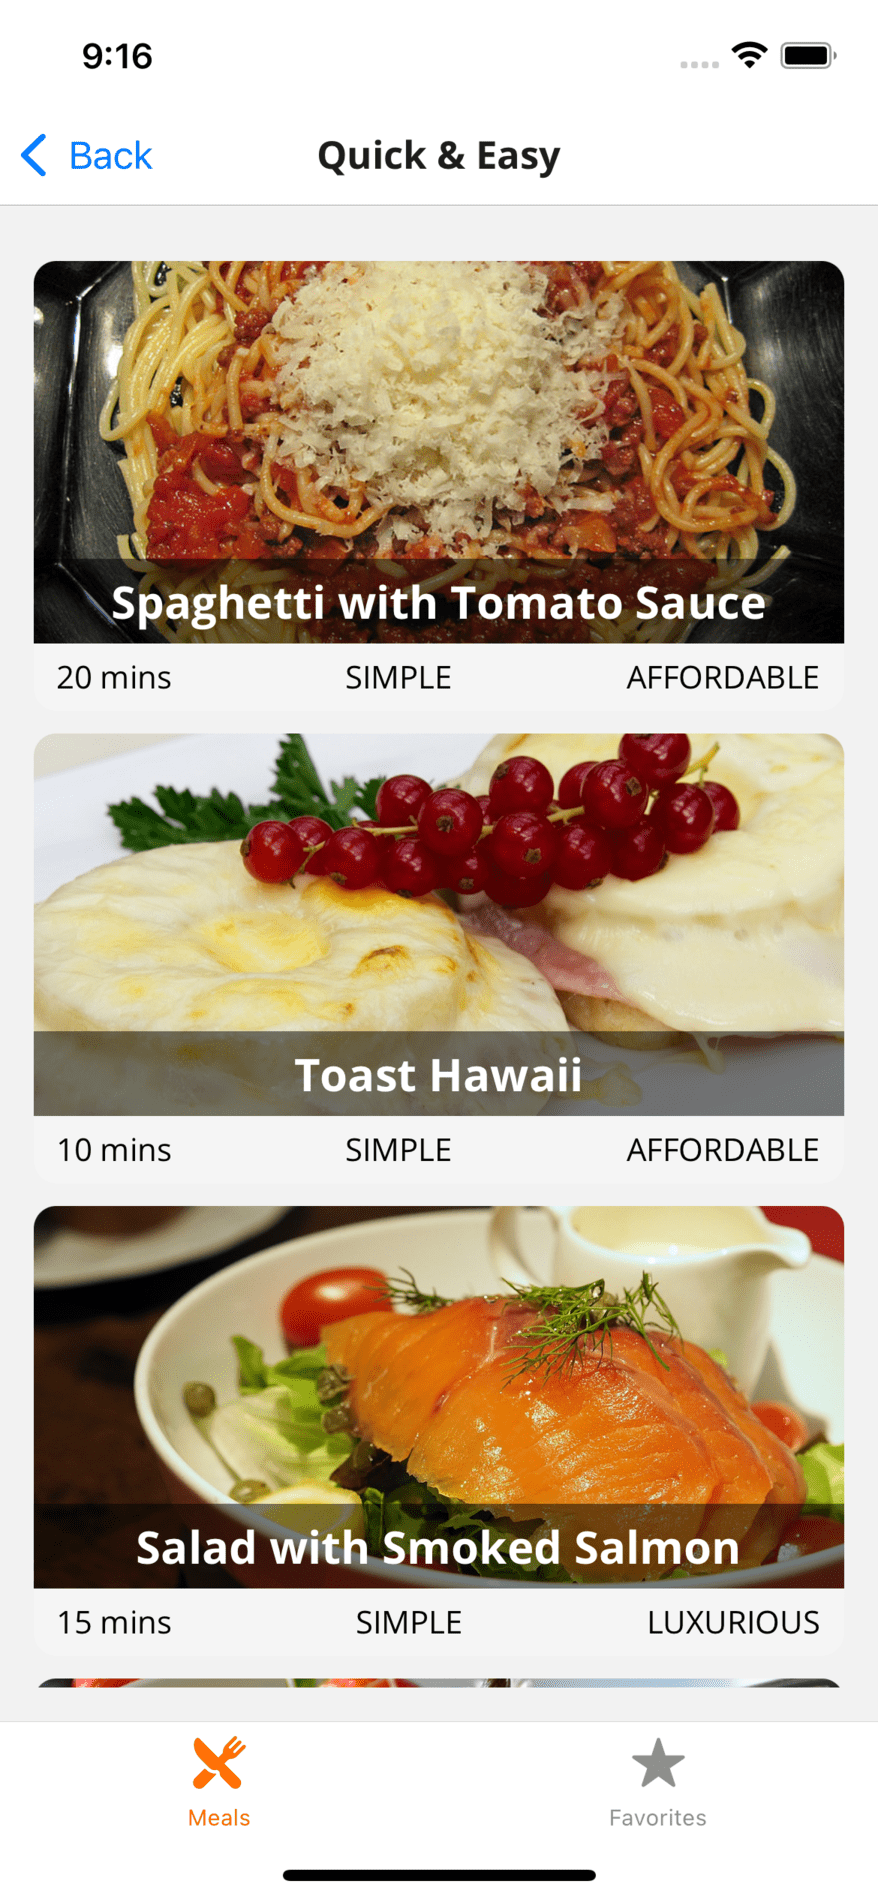 9:16
Back
Quick & Easy
Spaghetti with Tomato Sauce
20 mins SIMPLE AFFORDABLE
Toast Hawaii
10 mins SIMPLE AFFORDABLE
Salad with Smoked Salmon
15 mins SIMPLE LUXURIOUS
Meals Favorites